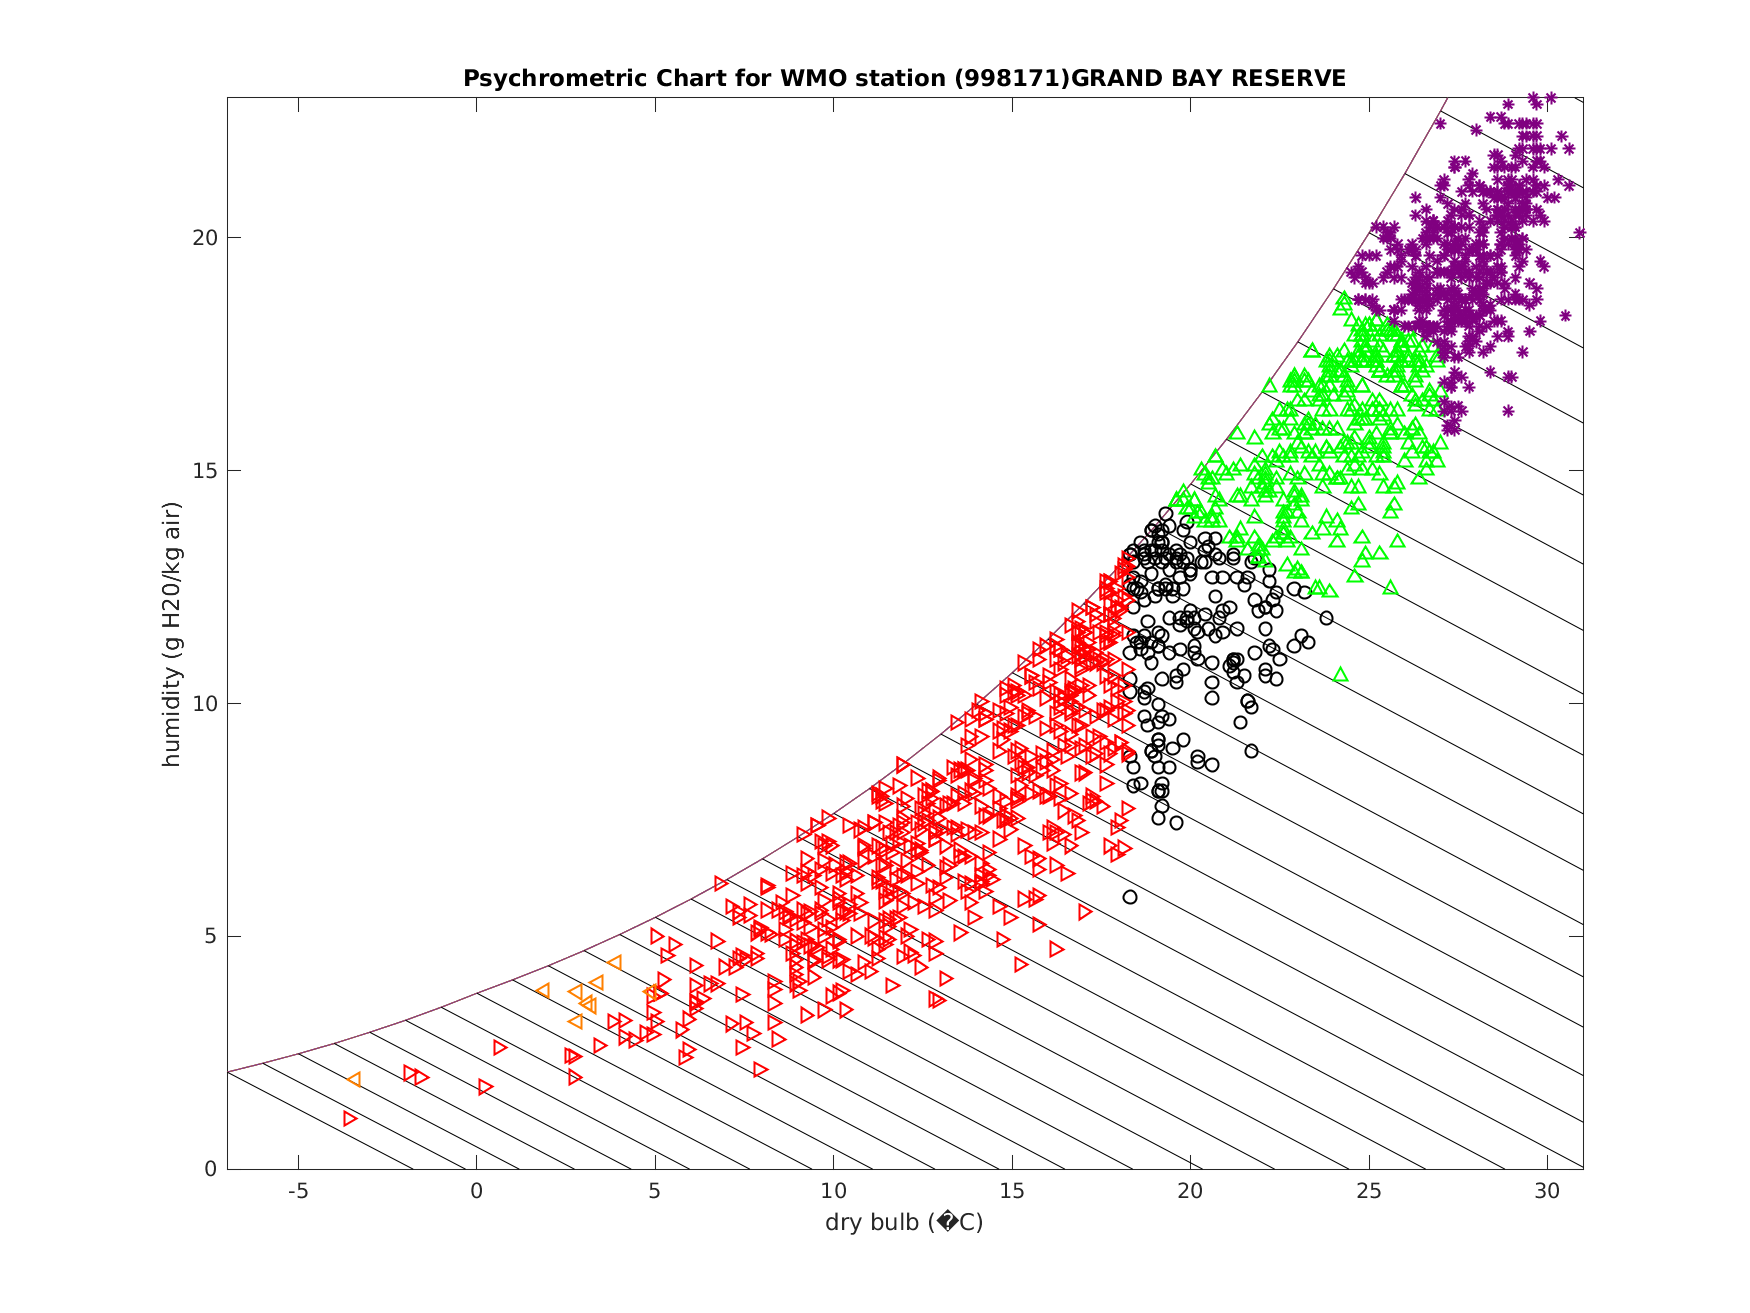 Psychrometric Chart for WMO station (998171)GRAND BAY RESERVE
humidity (g H20/kg air)
20
15
10
5
0
-5 0 5 10 15 20 25 30
dry bulb (�C)